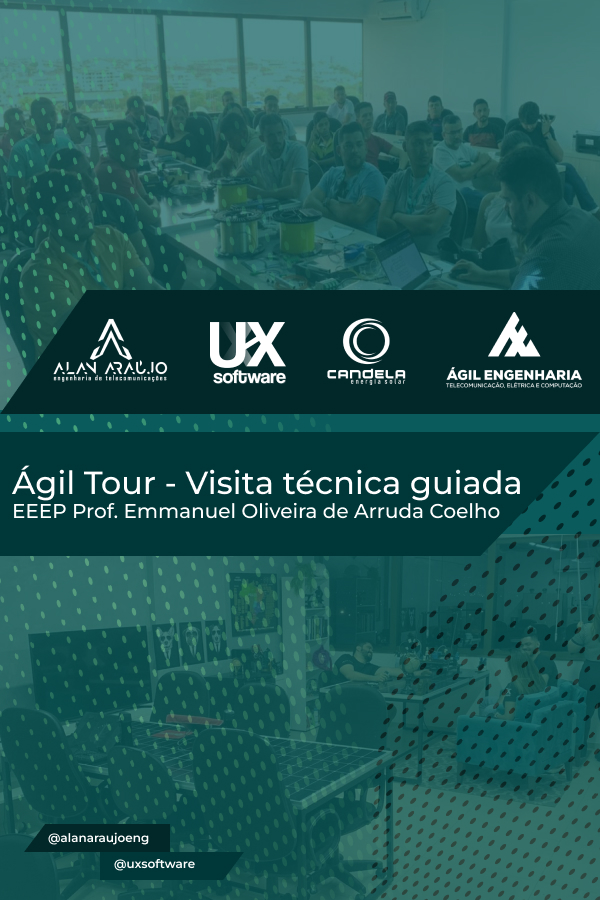 ALAN ARAÚJO
engenharia de telecomunicações
UX
software
CANDELA
energia solar
ÁGIL ENGENHARIA
TELECOMUNICAÇÃO, ELÉTRICA E COMPUTAÇÃO
Ágil Tour - Visita técnica guiada
EEEP Prof. Emmanuel Oliveira de Arruda Coelho
@alanaraujoeng
@uxsoftware